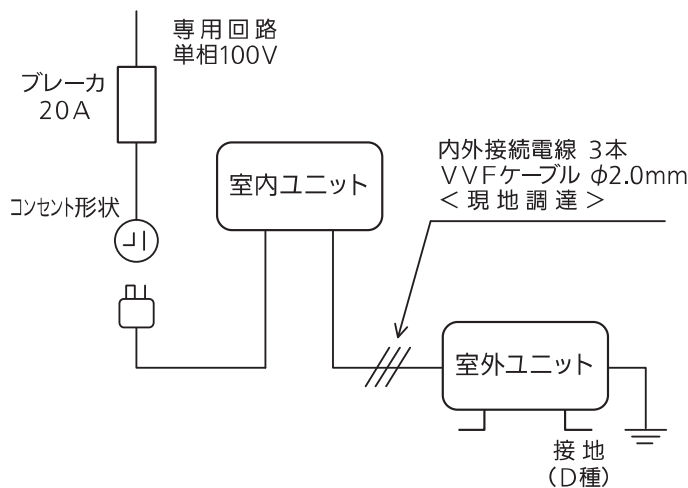 専用回路
単相100V
ブレーカ
20A
コンセント形状
室内ユニット
内外接続電線 3本
VVFケーブル φ2.0mm
<現地調達>
室外ユニット
接地
(D種)